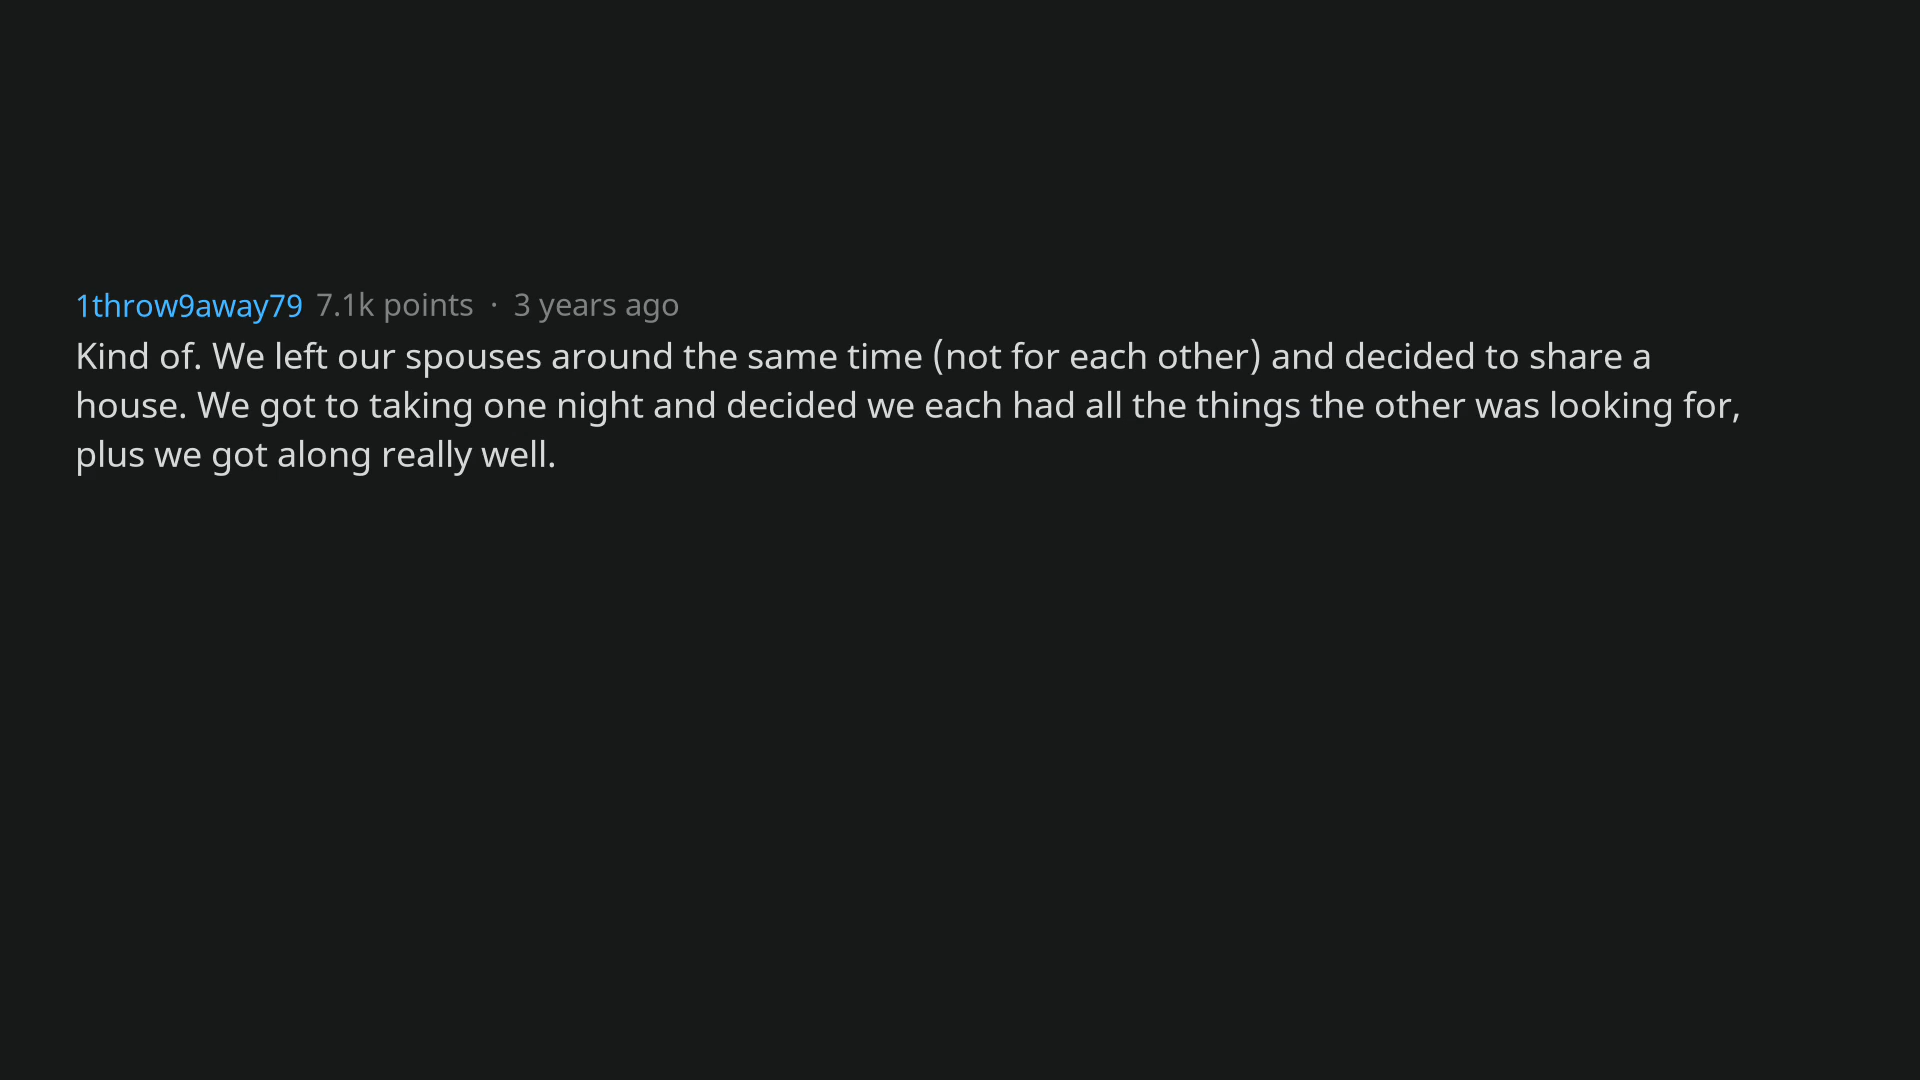 1throw9away79 7.1k points · 3 years ago
Kind of. We left our spouses around the same time (not for each other) and decided to share a
house. We got to taking one night and decided we each had all the things the other was looking for,
plus we got along really well.